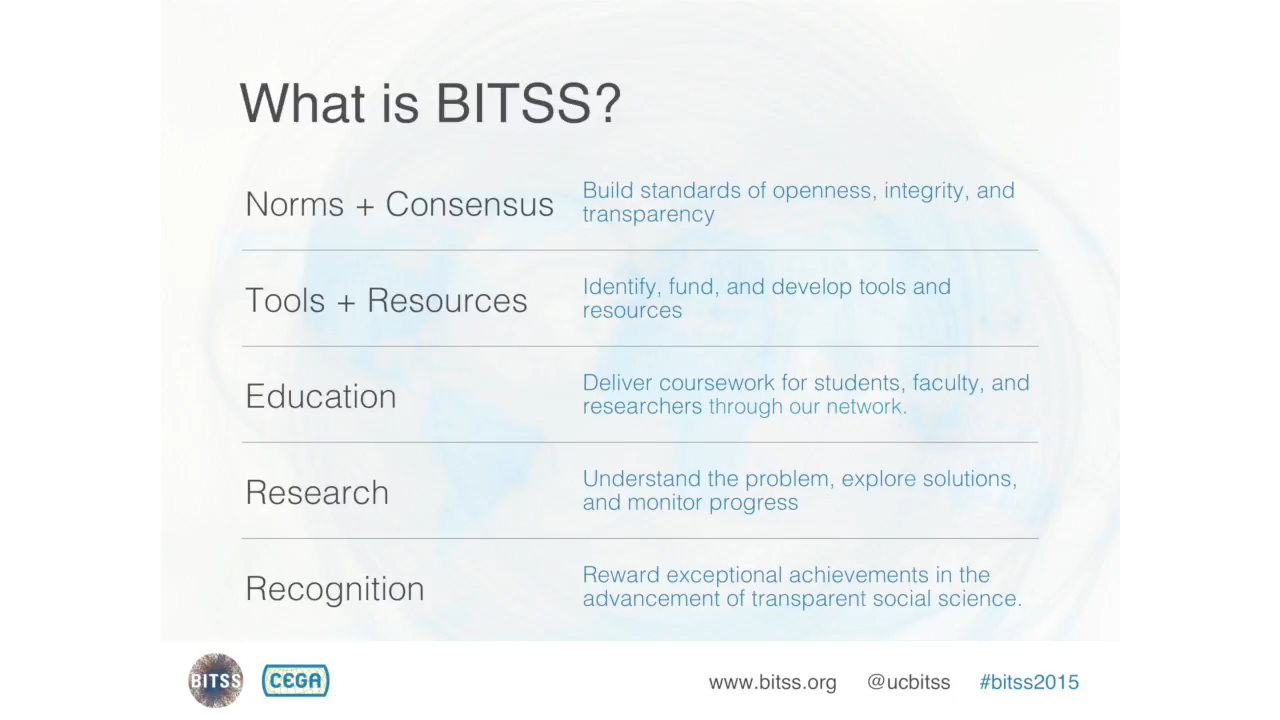 What is BITSS?
Norms + Consensus
Build standards of openness, integrity, and
transparency
Tools + Resources
Identify, fund, and develop tools and
resources
Education
Deliver coursework for students, faculty, and
researchers through our network.
Research
Understand the problem, explore solutions,
and monitor progress
Recognition
Reward exceptional achievements in the
advancement of transparent social science.
BITSS
CEGA
www.bitss.org
@ucbitss
#bitss2015